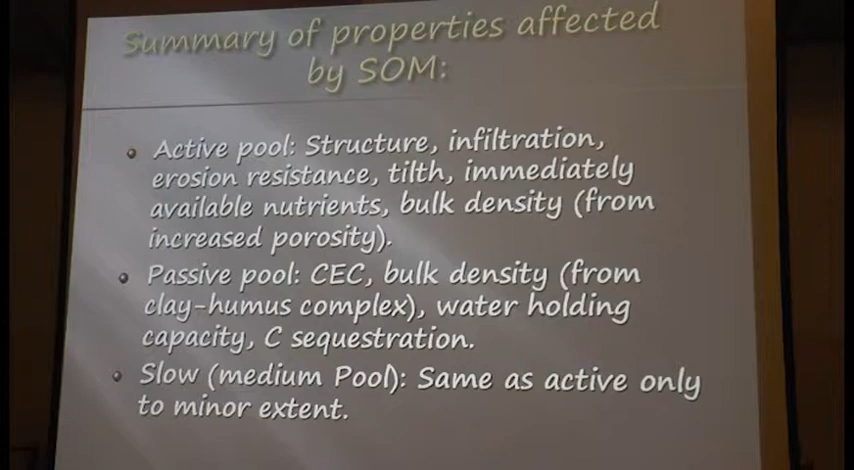 Summary of properties affected
by SOM:
Active pool: Structure, infiltration,
erosion resistance, tilth, immediately
available nutrients, bulk density (from
increased porosity).
Passive pool: CEC, bulk density (from
clay-humus complex), water holding
capacity, C sequestration.
Slow (medium Pool): Same as active only
to minor extent.